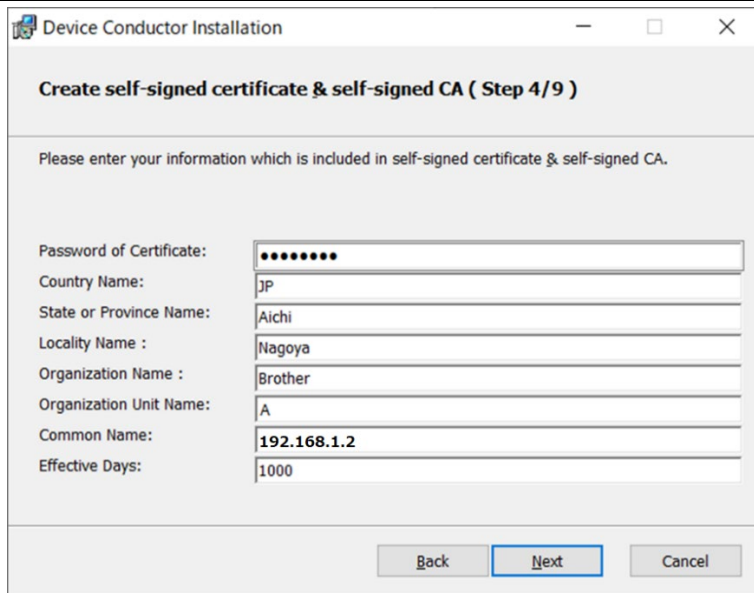 Device Conductor Installation
Create self-signed certificate & self-signed CA ( Step 4/9 )
Please enter your information which is included in self-signed certificate & self-signed CA.
Password of Certificate: ••••••••
Country Name: JP
State or Province Name: Aichi
Locality Name : Nagoya
Organization Name : Brother
Organization Unit Name: A
Common Name: 192.168.1.2
Effective Days: 1000
Back Next Cancel